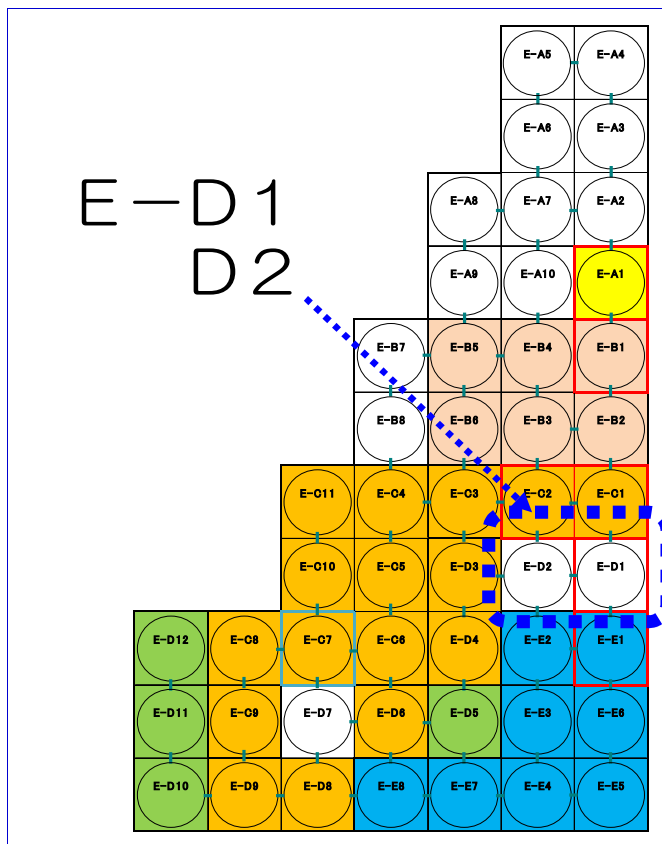 E-A5 E-A4
E-A6 E-A3
E-D1
E-A8 E-A7 E-A2
D2
E-A9 E-A10 E-A1
E-B7 E-B5 E-B4 E-B1
E-B8 E-B6 E-B3 E-B2
E-C11 E-C4 E-C3 E-C2 E-C1
E-C10 E-C5 E-D3 E-D2 E-D1
E-D12 E-C8 E-C7 E-C6 E-D4 E-E2 E-E1
E-D11 E-C9 E-D7 E-D6 E-D5 E-E3 E-E6
E-D10 E-D9 E-D8 E-E8 E-E7 E-E4 E-E5